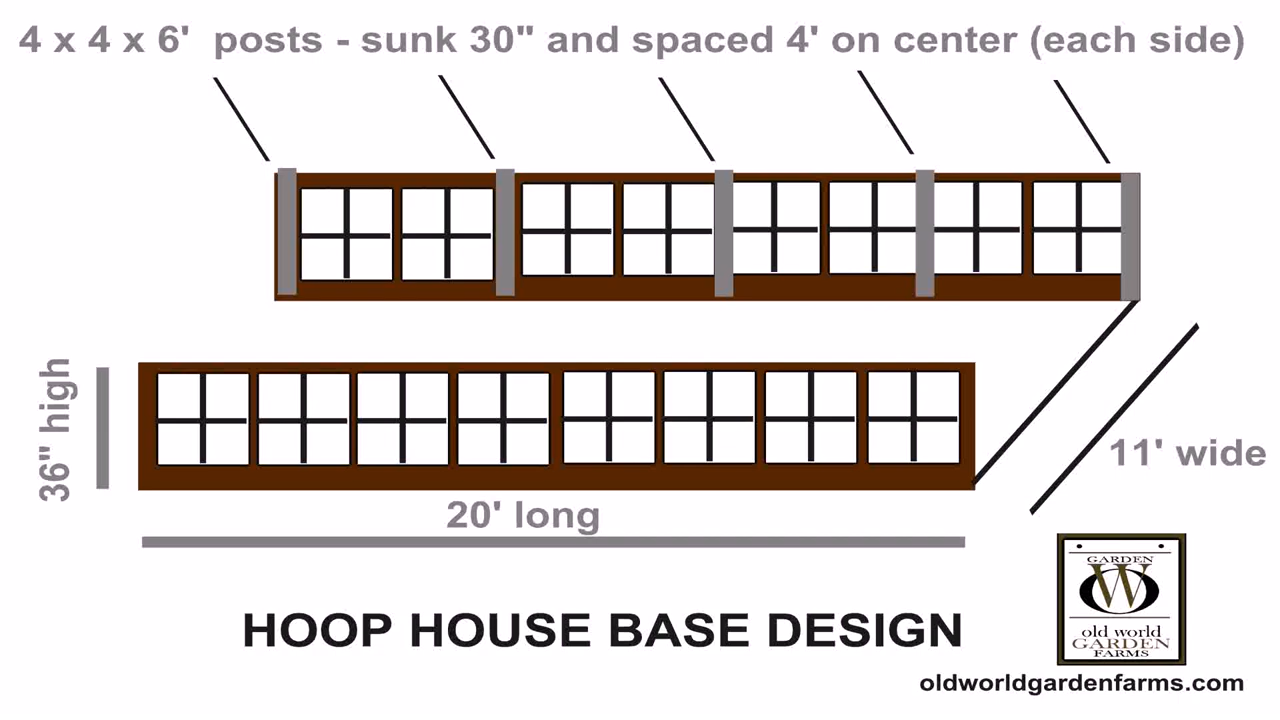 4 x 4 x 6' posts - sunk 30" and spaced 4' on center (each side)
36" high
11' wide
20' long
HOOP HOUSE BASE DESIGN
GARDEN
OW
old world
GARDEN
FARMS
oldworldgardenfarms.com